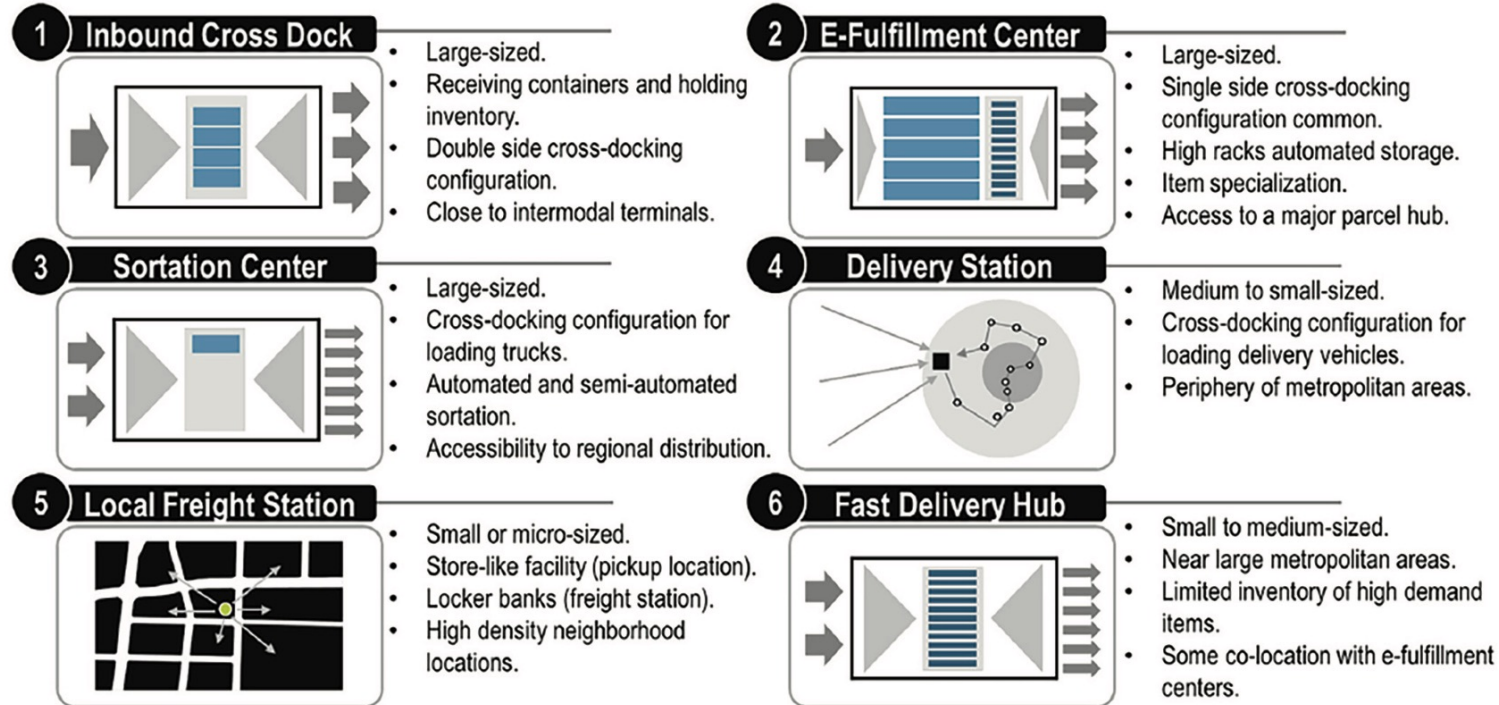 1 Inbound Cross Dock
• Large-sized.
• Receiving containers and holding
inventory.
• Double side cross-docking
configuration.
• Close to intermodal terminals.
2 E-Fulfillment Center
• Large-sized.
• Single side cross-docking
configuration common.
• High racks automated storage.
• Item specialization.
• Access to a major parcel hub.
3 Sortation Center
• Large-sized.
• Cross-docking configuration for
loading trucks.
• Automated and semi-automated
sortation.
• Accessibility to regional distribution.
4 Delivery Station
• Medium to small-sized.
• Cross-docking configuration for
loading delivery vehicles.
• Periphery of metropolitan areas.
5 Local Freight Station
• Small or micro-sized.
• Store-like facility (pickup location).
• Locker banks (freight station).
• High density neighborhood
locations.
6 Fast Delivery Hub
• Small to medium-sized.
• Near large metropolitan areas.
• Limited inventory of high demand
items.
• Some co-location with e-fulfillment
centers.